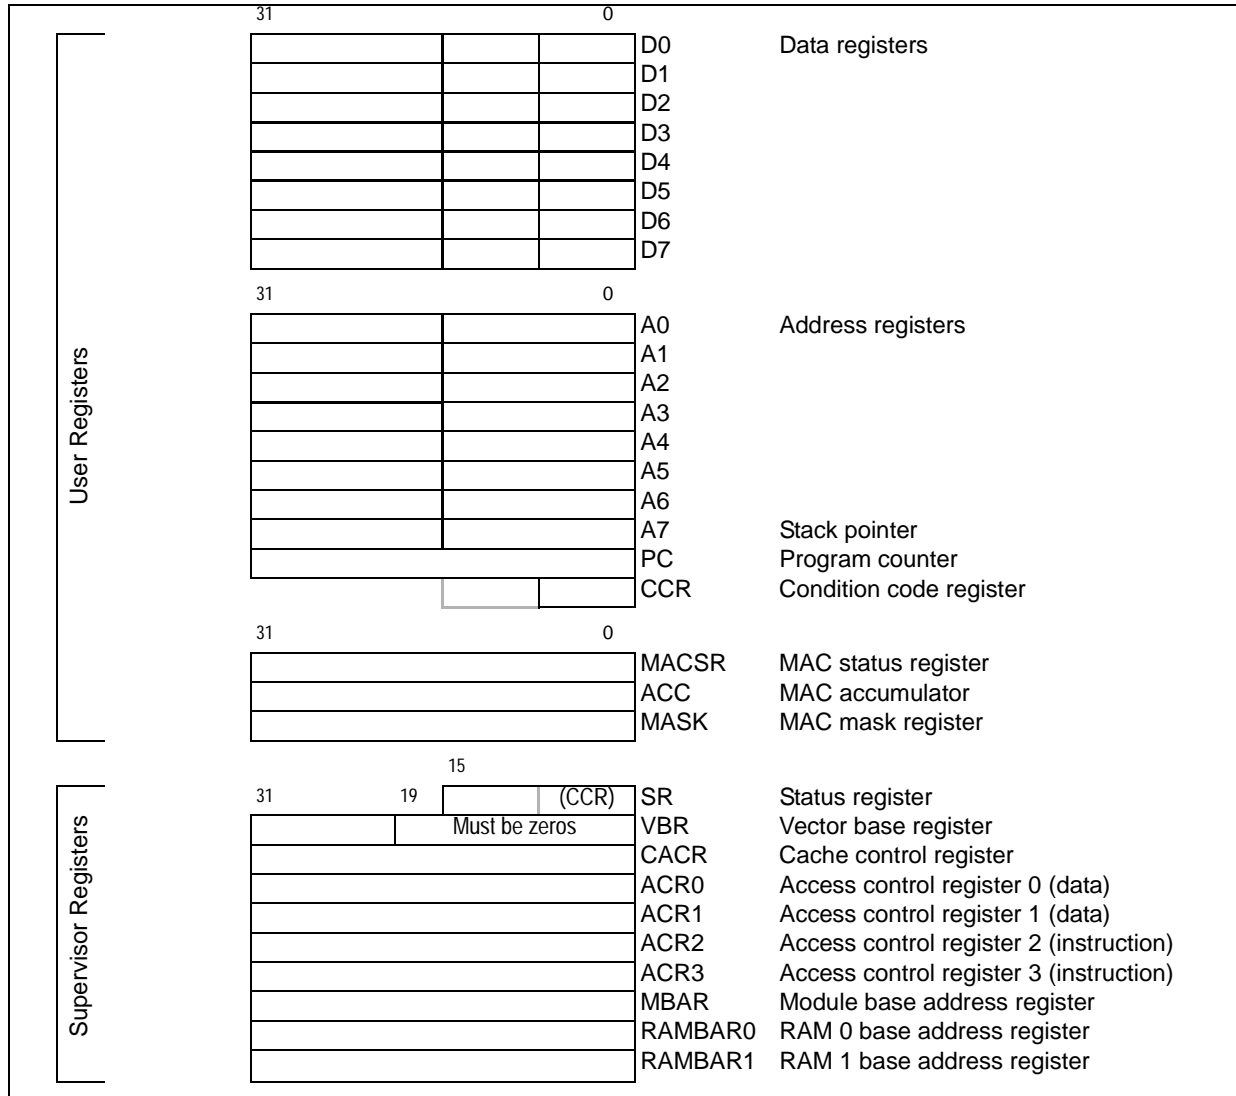 31 0
D0 Data registers
D1
D2
D3
D4
D5
D6
D7
31 0
A0 Address registers
A1
A2
A3
A4
A5
A6
A7 Stack pointer
PC Program counter
CCR Condition code register
31 0
MACSR MAC status register
ACC MAC accumulator
MASK MAC mask register
User Registers
15
31 19 (CCR) SR Status register
Must be zeros VBR Vector base register
CACR Cache control register
ACR0 Access control register 0 (data)
ACR1 Access control register 1 (data)
ACR2 Access control register 2 (instruction)
ACR3 Access control register 3 (instruction)
MBAR Module base address register
RAMBAR0 RAM 0 base address register
RAMBAR1 RAM 1 base address register
Supervisor Registers